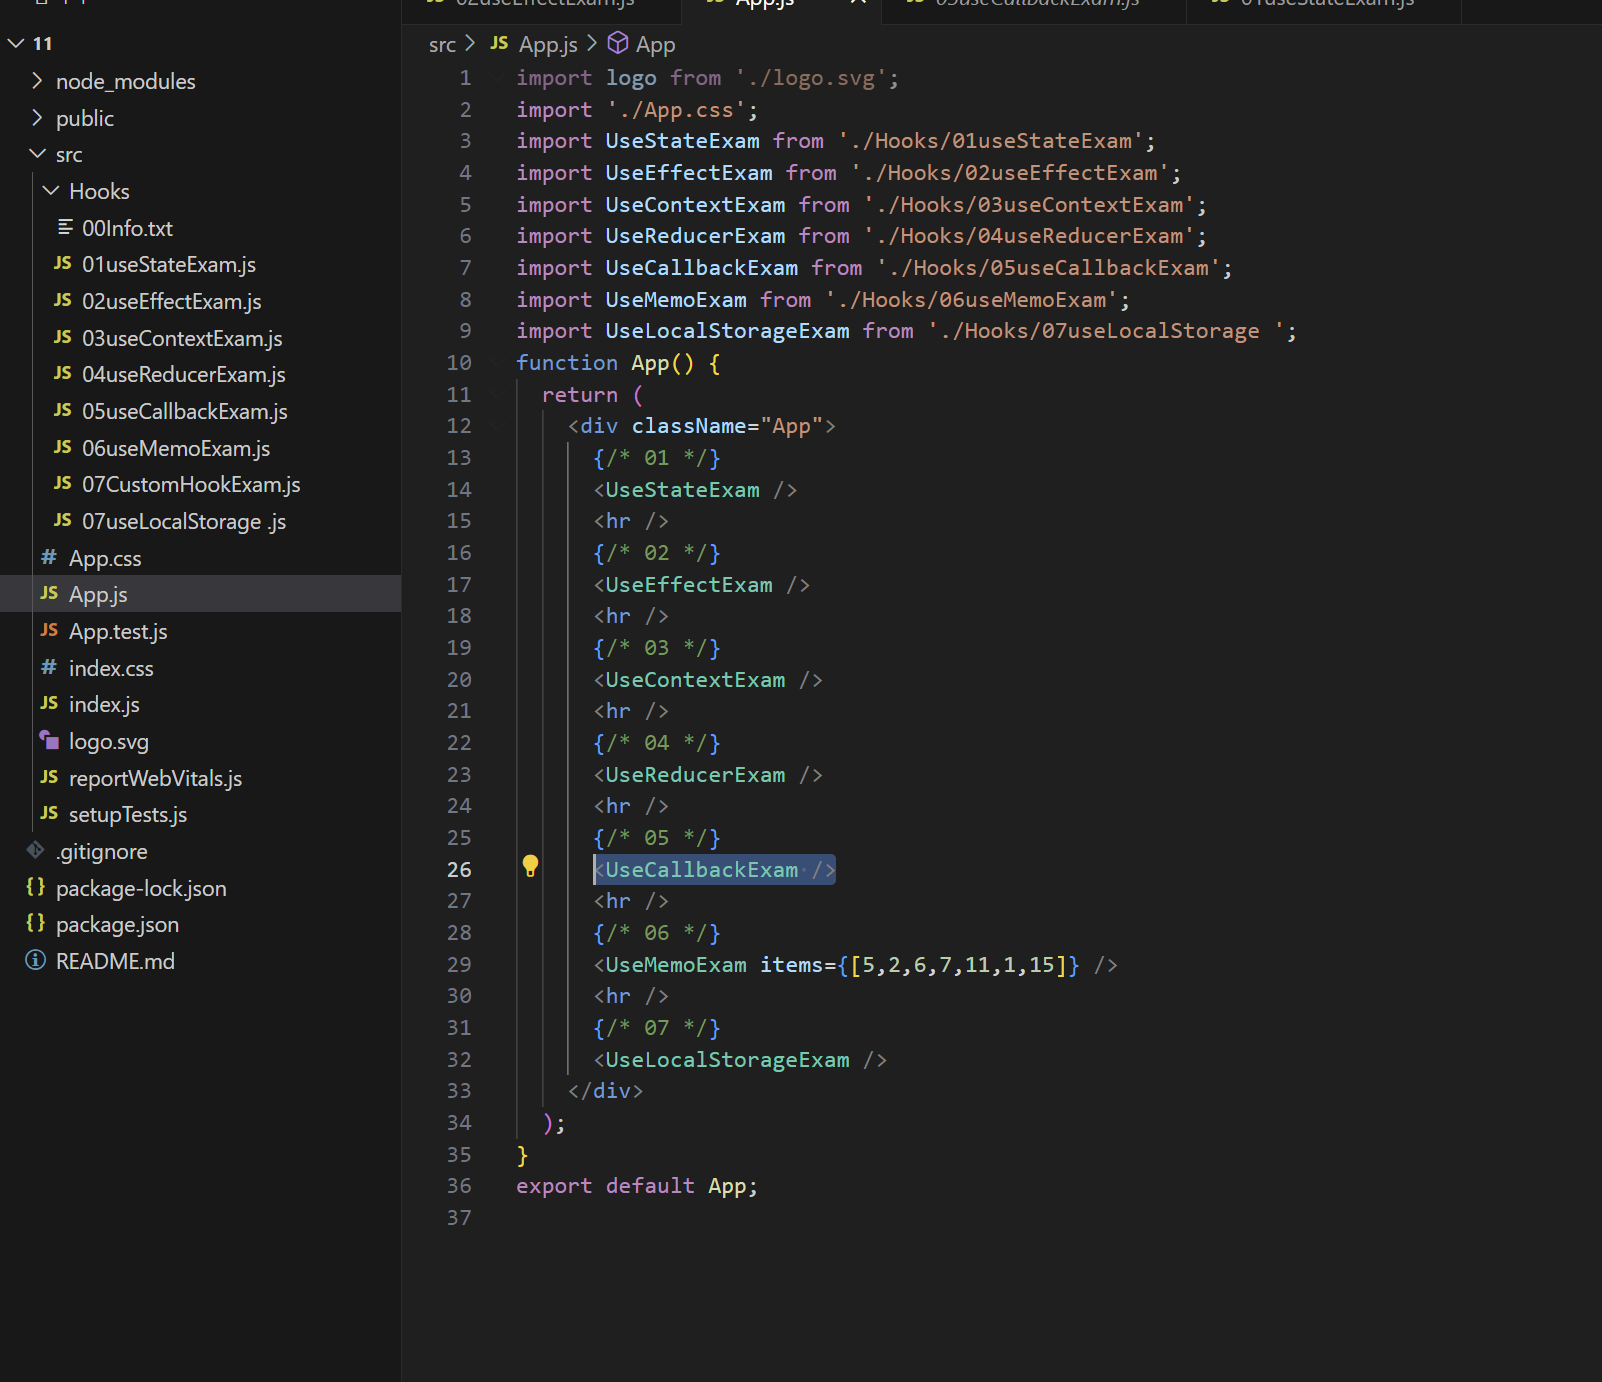 02useEffectExam.js
App.js
05useCallbackExam.js
01useStateExam.js
11
node_modules
public
src
Hooks
00Info.txt
JS 01useStateExam.js
JS 02useEffectExam.js
JS 03useContextExam.js
JS 04useReducerExam.js
JS 05useCallbackExam.js
JS 06useMemoExam.js
JS 07CustomHookExam.js
JS 07useLocalStorage .js
# App.css
JS App.js
JS App.test.js
# index.css
JS index.js
logo.svg
JS reportWebVitals.js
JS setupTests.js
.gitignore
{} package-lock.json
{} package.json
README.md
src > JS App.js > App
1 import logo from './logo.svg';
2 import './App.css';
3 import UseStateExam from './Hooks/01useStateExam';
4 import UseEffectExam from './Hooks/02useEffectExam';
5 import UseContextExam from './Hooks/03useContextExam';
6 import UseReducerExam from './Hooks/04useReducerExam';
7 import UseCallbackExam from './Hooks/05useCallbackExam';
8 import UseMemoExam from './Hooks/06useMemoExam';
9 import UseLocalStorageExam from './Hooks/07useLocalStorage ';
10 function App() {
11 return (
12 <div className="App">
13 {/* 01 */}
14 <UseStateExam />
15 <hr />
16 {/* 02 */}
17 <UseEffectExam />
18 <hr />
19 {/* 03 */}
20 <UseContextExam />
21 <hr />
22 {/* 04 */}
23 <UseReducerExam />
24 <hr />
25 {/* 05 */}
26 <UseCallbackExam />
27 <hr />
28 {/* 06 */}
29 <UseMemoExam items={[5,2,6,7,11,1,15]} />
30 <hr />
31 {/* 07 */}
32 <UseLocalStorageExam />
33 </div>
34 );
35 }
36 export default App;
37